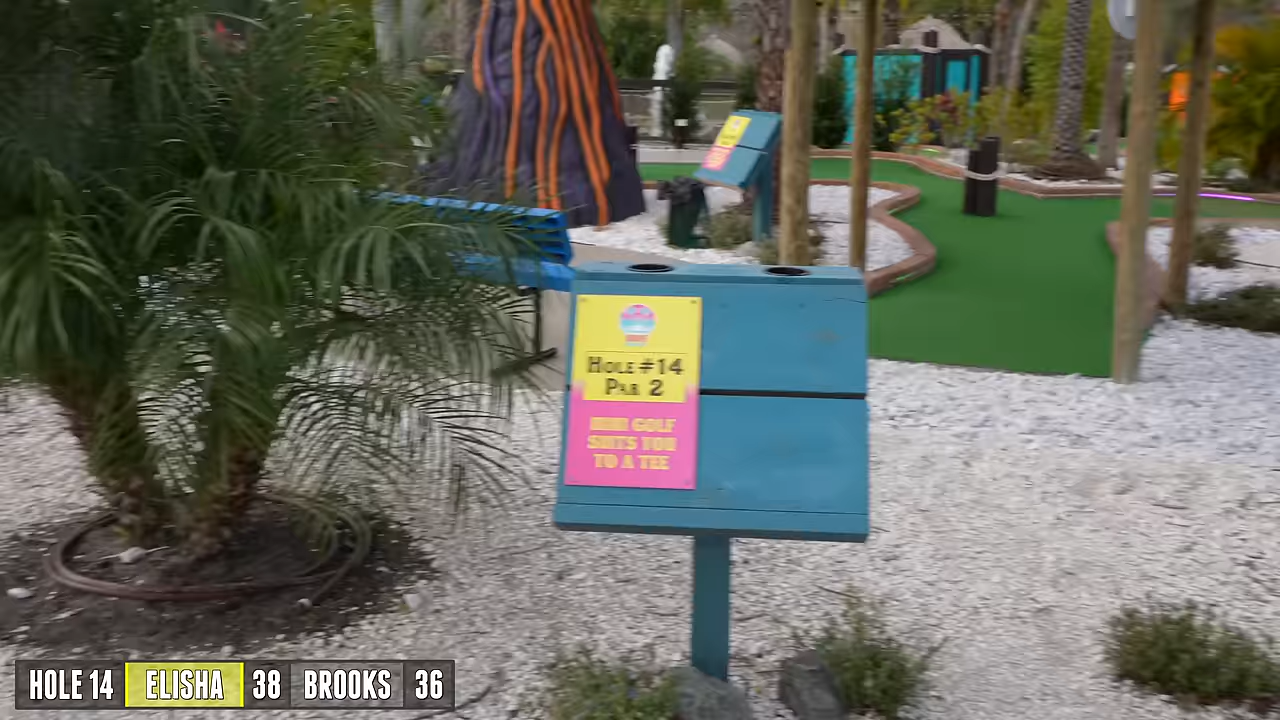 HOLE #14
PAR 2
MINI GOLF
SUITS YOU
TO A TEE
HOLE 14 ELISHA 38 BROOKS 36